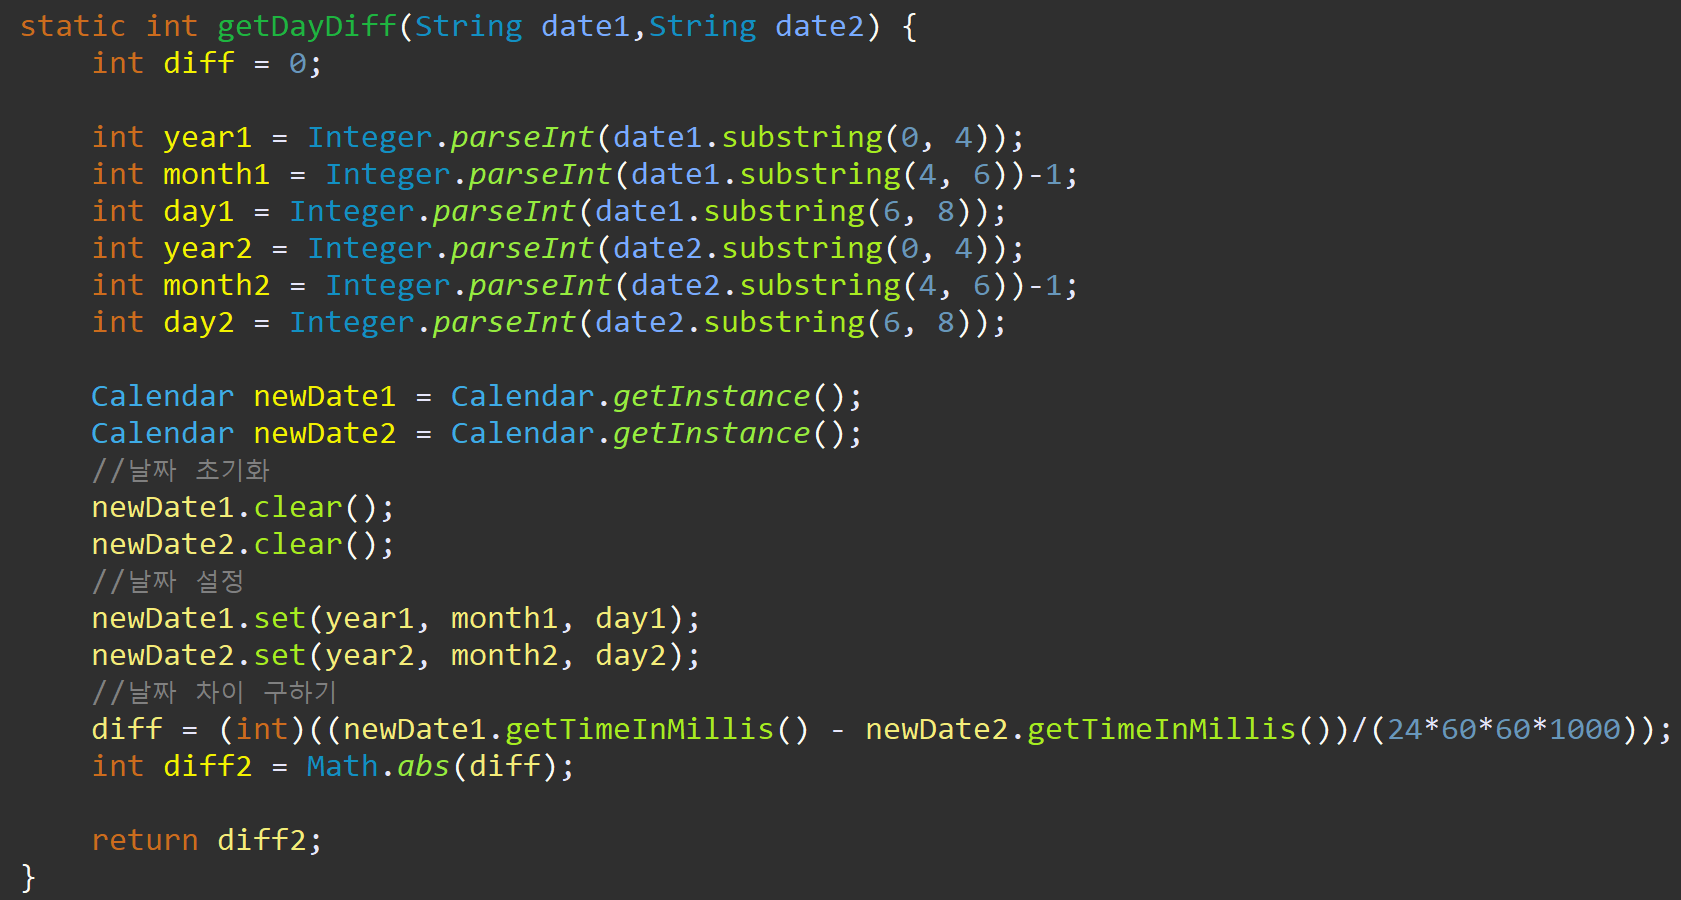 static int getDayDiff(String date1,String date2) {
int diff = 0;
int year1 = Integer.parseInt(date1.substring(0, 4));
int month1 = Integer.parseInt(date1.substring(4, 6))-1;
int day1 = Integer.parseInt(date1.substring(6, 8));
int year2 = Integer.parseInt(date2.substring(0, 4));
int month2 = Integer.parseInt(date2.substring(4, 6))-1;
int day2 = Integer.parseInt(date2.substring(6, 8));
Calendar newDate1 = Calendar.getInstance();
Calendar newDate2 = Calendar.getInstance();
//날짜 초기화
newDate1.clear();
newDate2.clear();
//날짜 설정
newDate1.set(year1, month1, day1);
newDate2.set(year2, month2, day2);
//날짜 차이 구하기
diff = (int)((newDate1.getTimeInMillis() - newDate2.getTimeInMillis())/(24*60*60*1000));
int diff2 = Math.abs(diff);
return diff2;
}